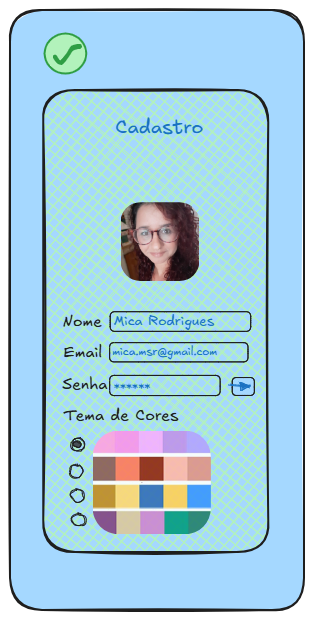 Cadastro
Nome Mica Rodrigues
Email mica.msr@gmail.com
Senha ******
Tema de Cores